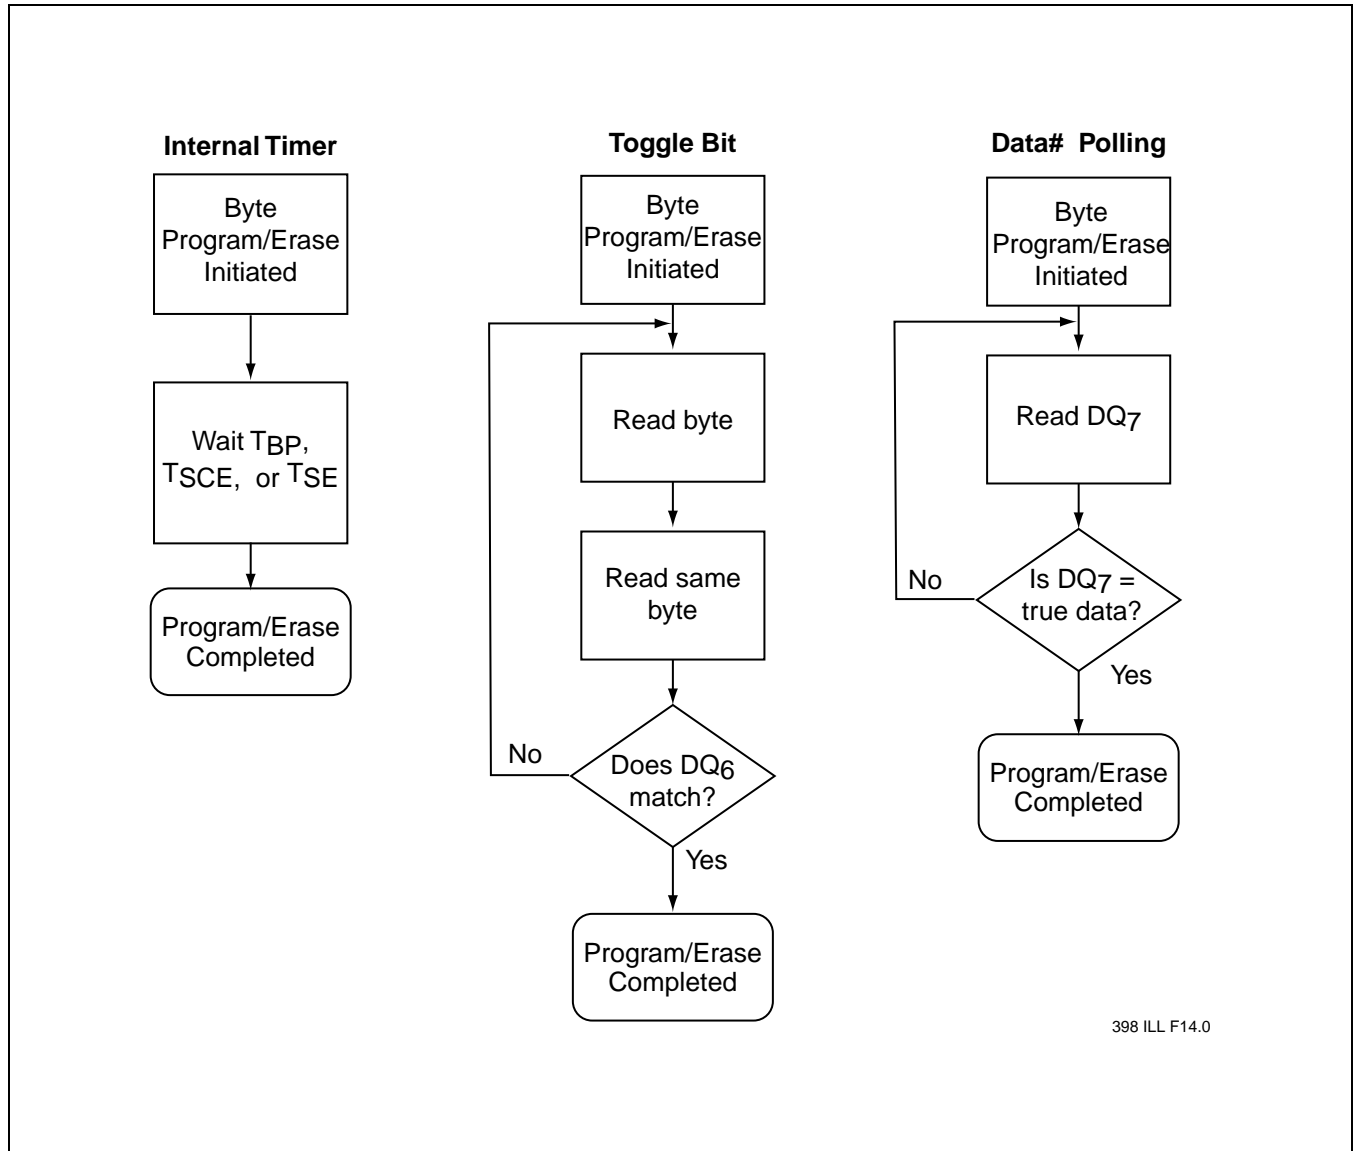 Internal Timer
Byte
Program/Erase
Initiated
Wait TBP,
TSCE, or TSE
Program/Erase
Completed
Toggle Bit
Byte
Program/Erase
Initiated
Read byte
Read same
byte
No
Does DQ6
match?
Yes
Program/Erase
Completed
Data# Polling
Byte
Program/Erase
Initiated
Read DQ7
No
Is DQ7 =
true data?
Yes
Program/Erase
Completed
398 ILL F14.0